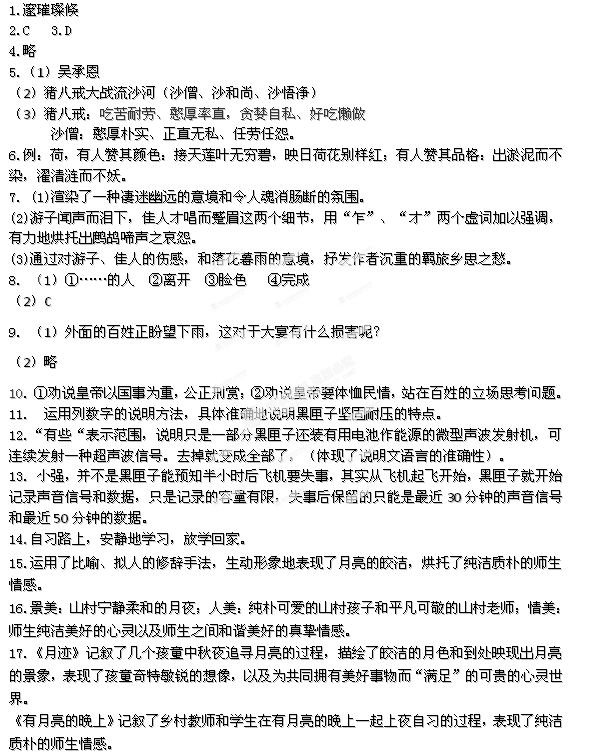 1.邃璀璨倏
2.C 3.D
4.略
5.（1）吴承恩
（2）猪八戒大战流沙河（沙僧、沙和尚、沙悟净）
（3）猪八戒：吃苦耐劳、憨厚率直，贪婪自私、好吃懒做
沙僧：憨厚朴实、正直无私、任劳任怨。
6.例：荷，有人赞其颜色：接天莲叶无穷碧，映日荷花别样红；有人赞其品格：出淤泥而不
染，濯清涟而不妖。
7. (1)渲染了一种凄迷幽远的意境和令人魂消肠断的氛围。
(2)游子闻声而泪下，佳人才唱而蹙眉这两个细节，用“乍”、“才”两个虚词加以强调，
有力地烘托出鹧鸪啼声之哀怨。
(3)通过对游子、佳人的伤感，和落花暮雨的意境，抒发作者沉重的羁旅乡思之愁。
8.（1）①……的人 ②离开 ③脸色 ④完成
（2）C
9.（1）外面的百姓正盼望下雨，这对于大宴有什么损害呢？
（2）略
10. ①劝说皇帝以国事为重，公正刑赏；②劝说皇帝要体恤民情，站在百姓的立场思考问题。
11. 运用列数字的说明方法，具体准确地说明黑匣子坚固耐压的特点。
12.“有些“表示范围，说明只是一部分黑匣子还装有用电池作能源的微型声波发射机，可
连续发射一种超声波信号。去掉就变成全部了，（体现了说明文语言的准确性）。
13. 小强，并不是黑匣子能预知半小时后飞机要失事，其实从飞机起飞开始，黑匣子就开始
记录声音信号和数据，只是记录的容量有限，失事后保留的只能是最近 30 分钟的声音信号
和最近 50 分钟的数据。
14.自习路上，安静地学习，放学回家。
15.运用了比喻、拟人的修辞手法，生动形象地表现了月亮的皎洁，烘托了纯洁质朴的师生
情感。
16.景美：山村宁静柔和的月夜；人美：纯朴可爱的山村孩子和平凡可敬的山村老师；情美：
师生纯洁美好的心灵以及师生之间和谐美好的真挚情感。
17.《月迹》记叙了几个孩童中秋夜追寻月亮的过程，描绘了皎洁的月色和到处映现出月亮
的景象，表现了孩童奇特敏锐的想像，以及为共同拥有美好事物而“满足”的可贵的心灵世
界。
《有月亮的晚上》记叙了乡村教师和学生在有月亮的晚上一起上夜自习的过程，表现了纯洁
质朴的师生情感。